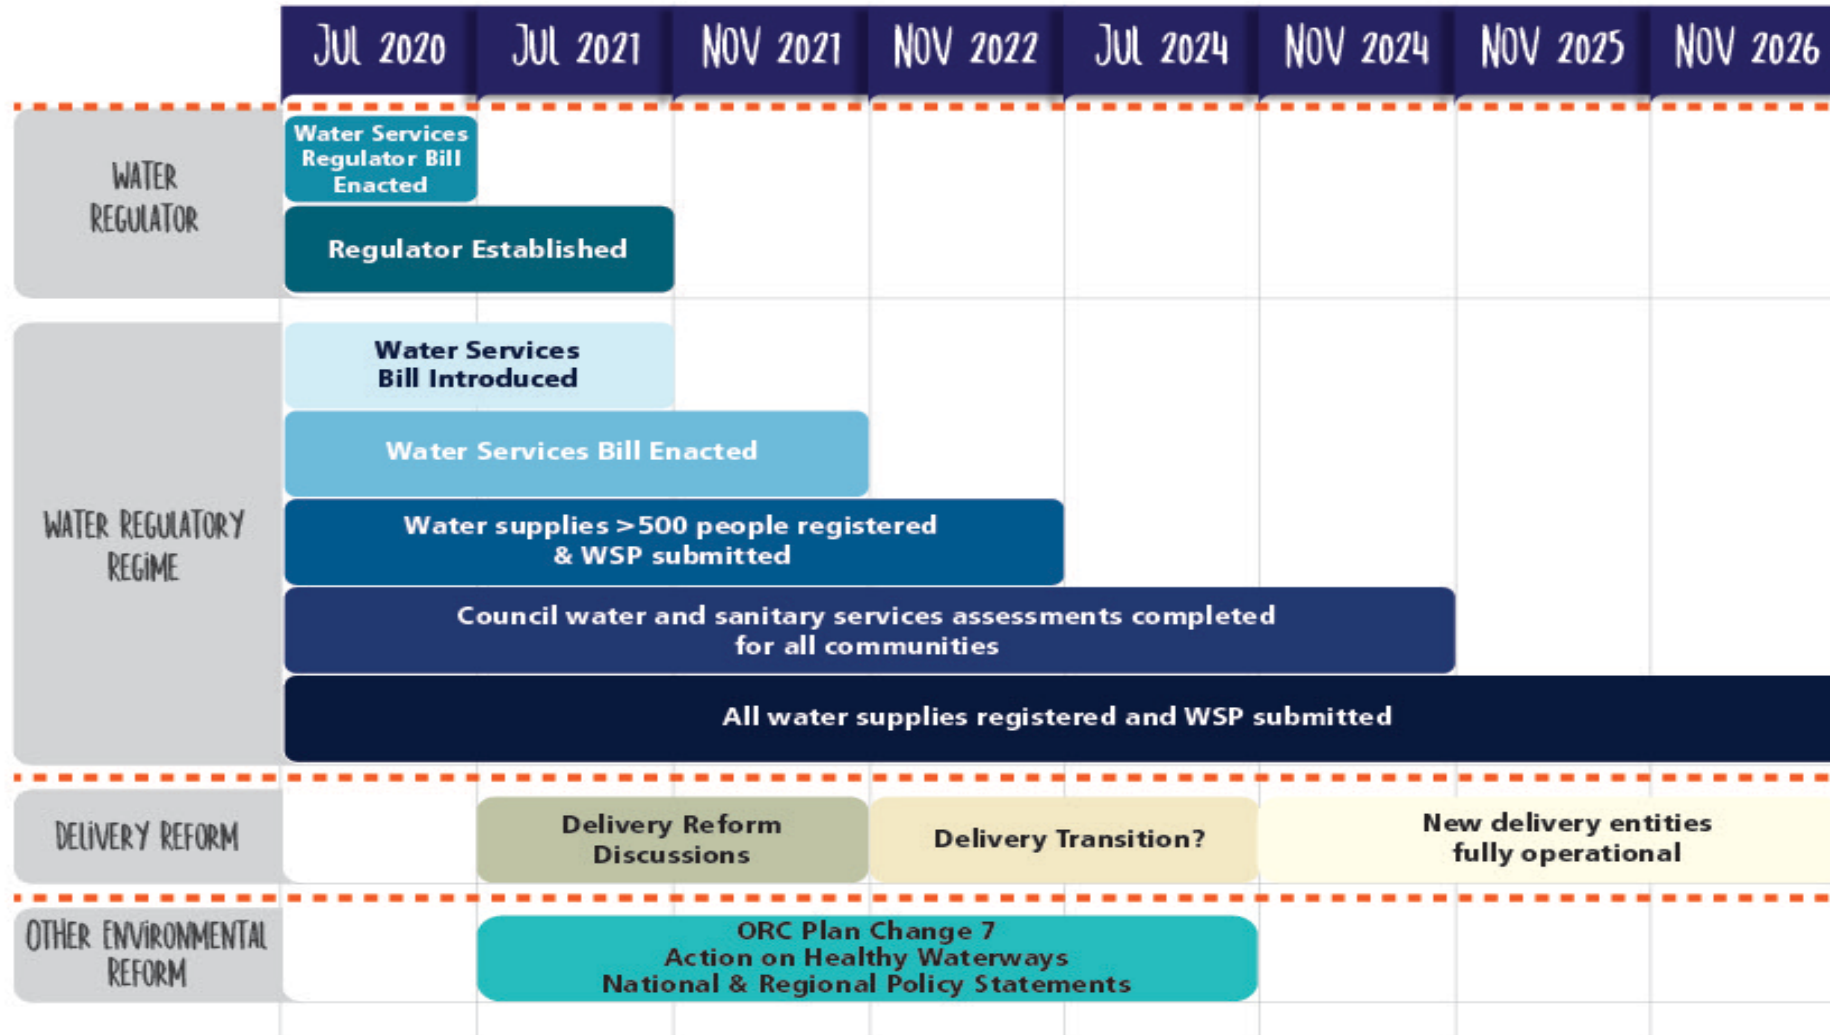 JUL 2020 JUL 2021 NOV 2021 NOV 2022 JUL 2024 NOV 2024 NOV 2025 NOV 2026
WATER
REGULATOR
Water Services
Regulator Bill
Enacted
Regulator Established
WATER REGULATORY
REGIME
Water Services
Bill Introduced
Water Services Bill Enacted
Water supplies >500 people registered
& WSP submitted
Council water and sanitary services assessments completed
for all communities
All water supplies registered and WSP submitted
DELIVERY REFORM
Delivery Reform
Discussions
Delivery Transition?
New delivery entities
fully operational
OTHER ENVIRONMENTAL
REFORM
ORC Plan Change 7
Action on Healthy Waterways
National & Regional Policy Statements